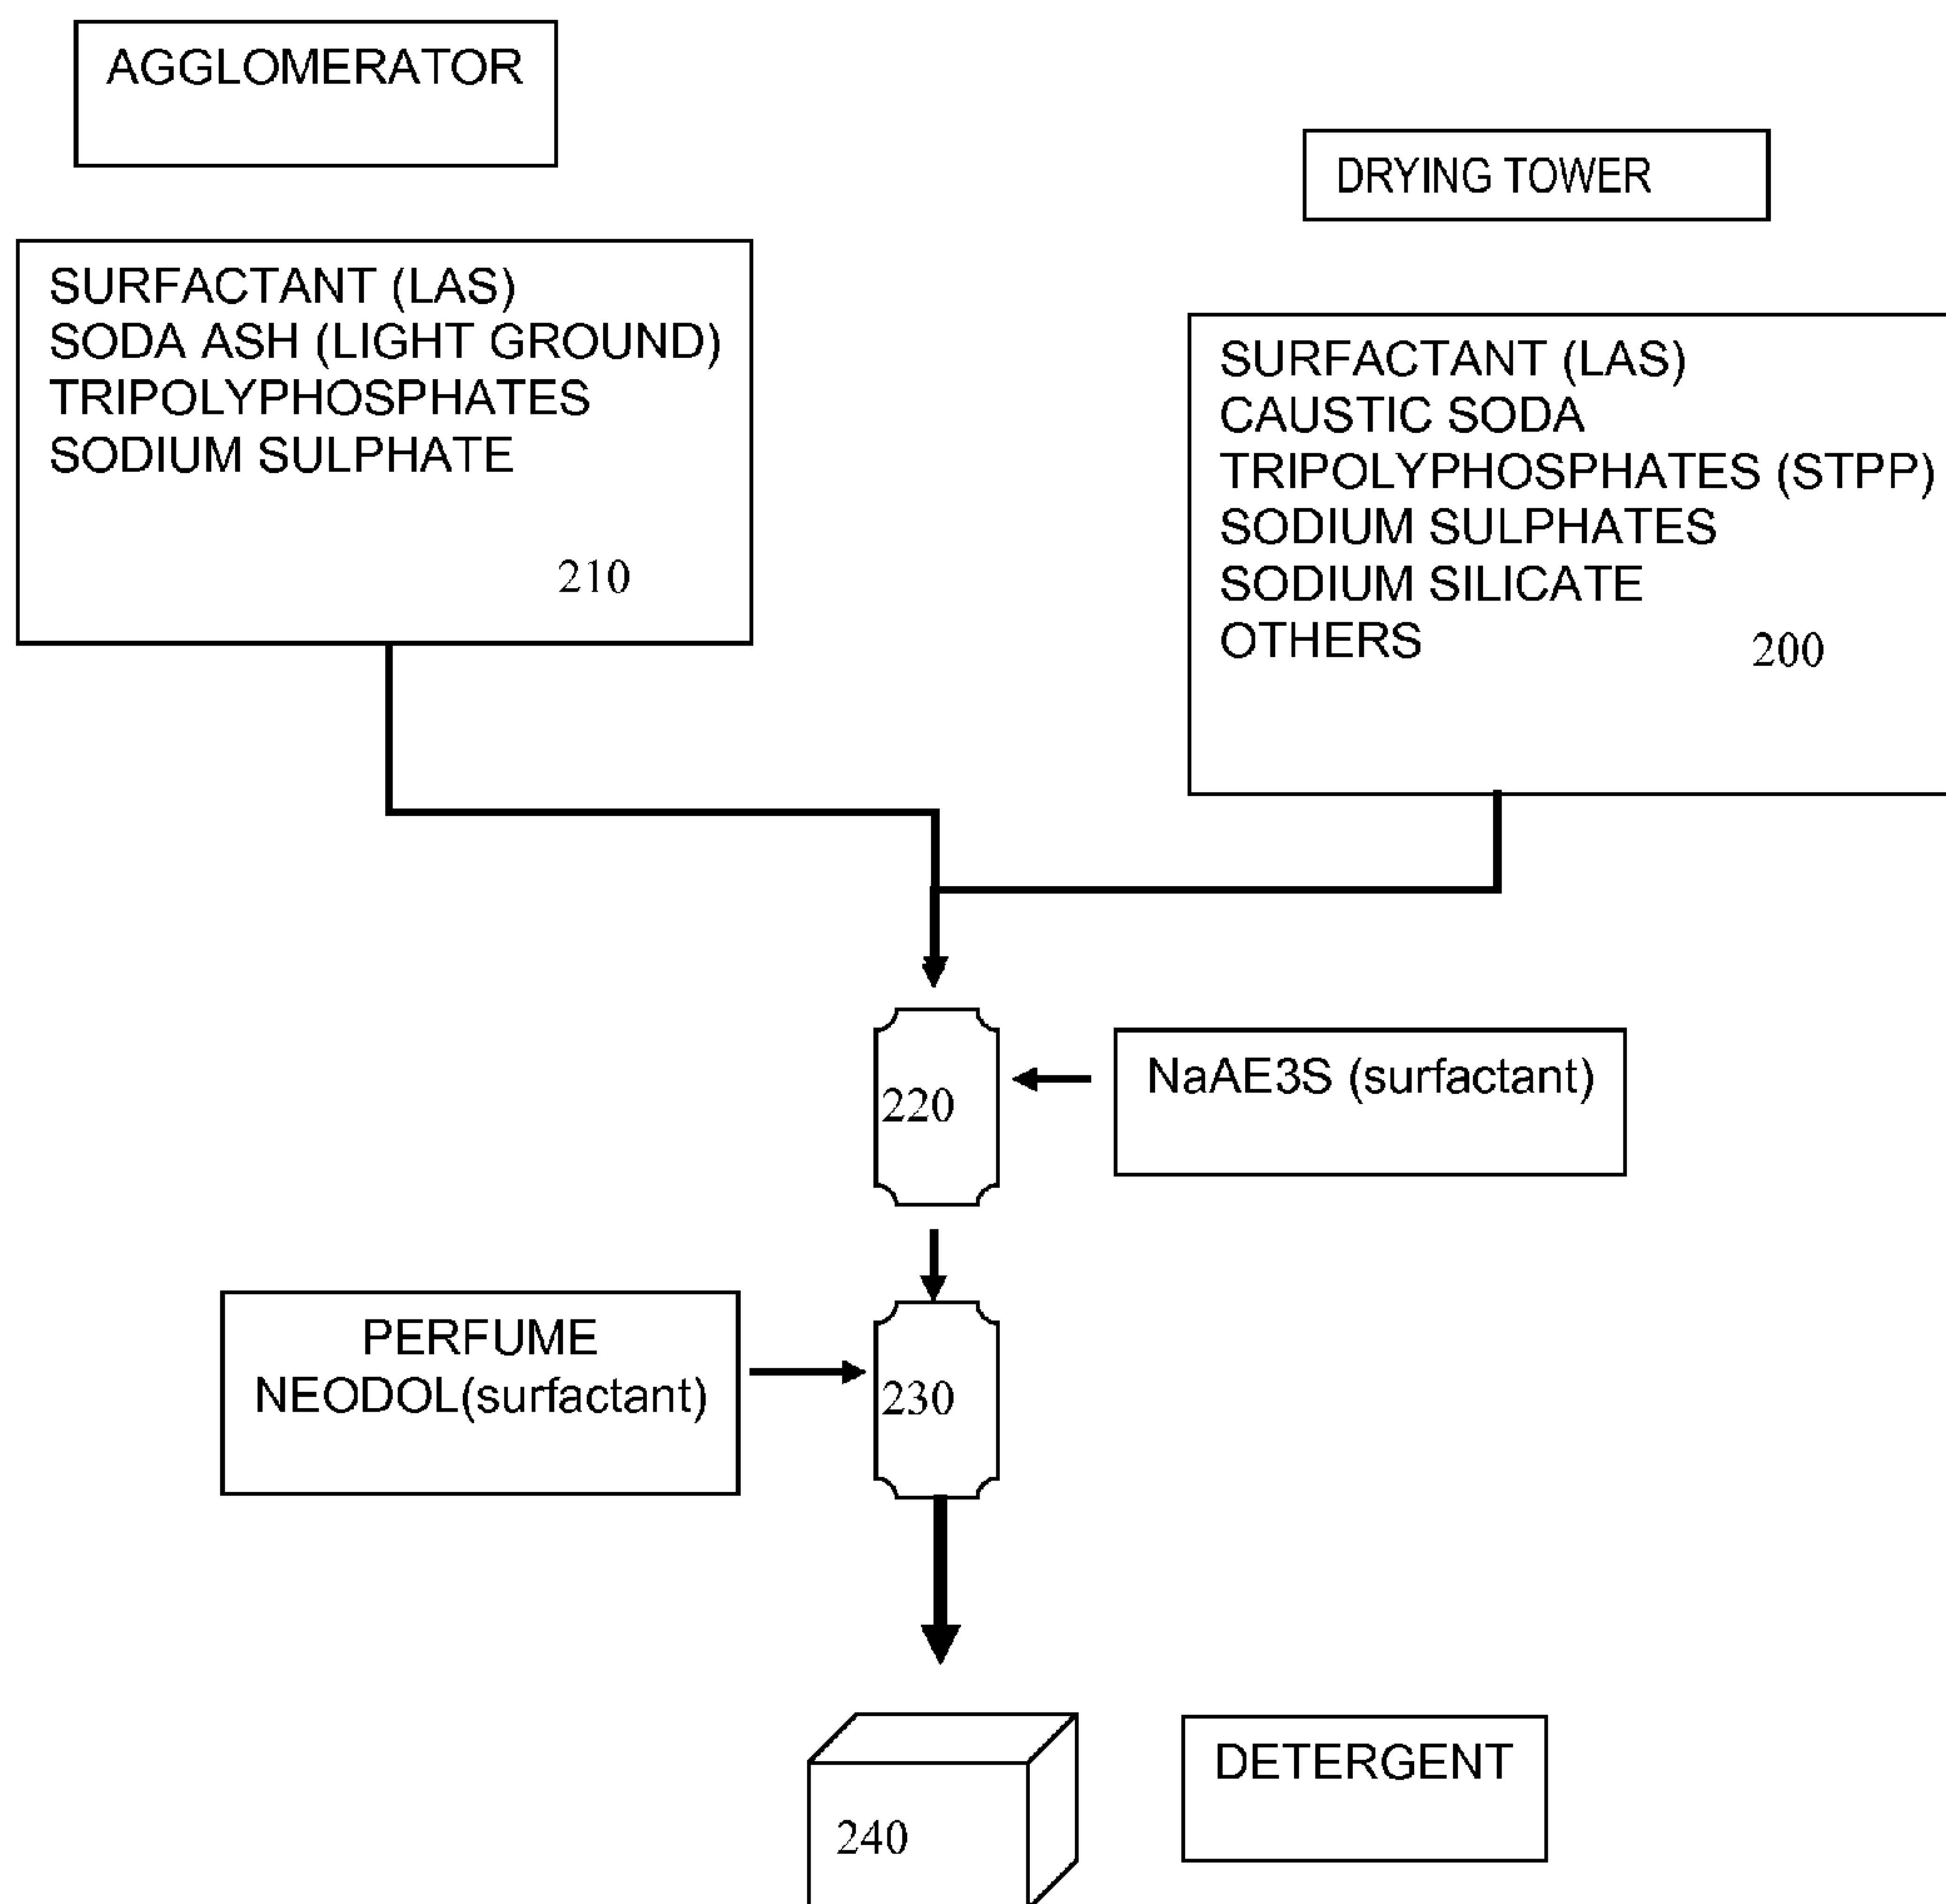 AGGLOMERATOR
DRYING TOWER
SURFACTANT (LAS)
SODA ASH (LIGHT GROUND)
TRIPOLYPHOSPHATES
SODIUM SULPHATE
210
SURFACTANT (LAS)
CAUSTIC SODA
TRIPOLYPHOSPHATES (STPP)
SODIUM SULPHATES
SODIUM SILICATE
OTHERS 200
220
NaAE3S (surfactant)
PERFUME
NEODOL(surfactant)
230
240
DETERGENT